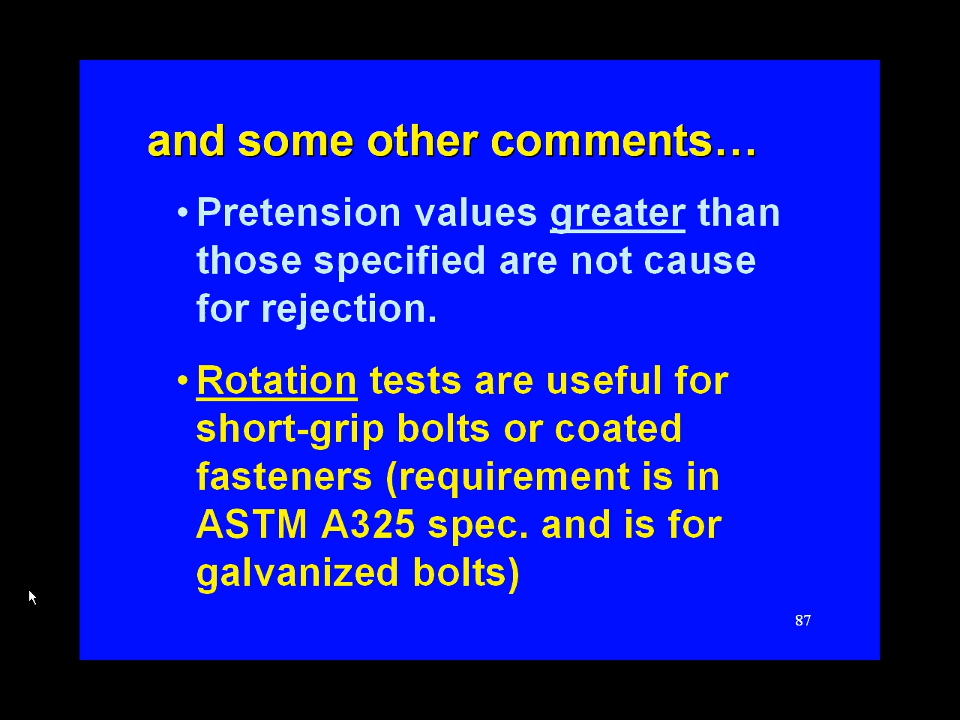 and some other comments…
• Pretension values greater than
those specified are not cause
for rejection.
• Rotation tests are useful for
short-grip bolts or coated
fasteners (requirement is in
ASTM A325 spec. and is for
galvanized bolts)
87